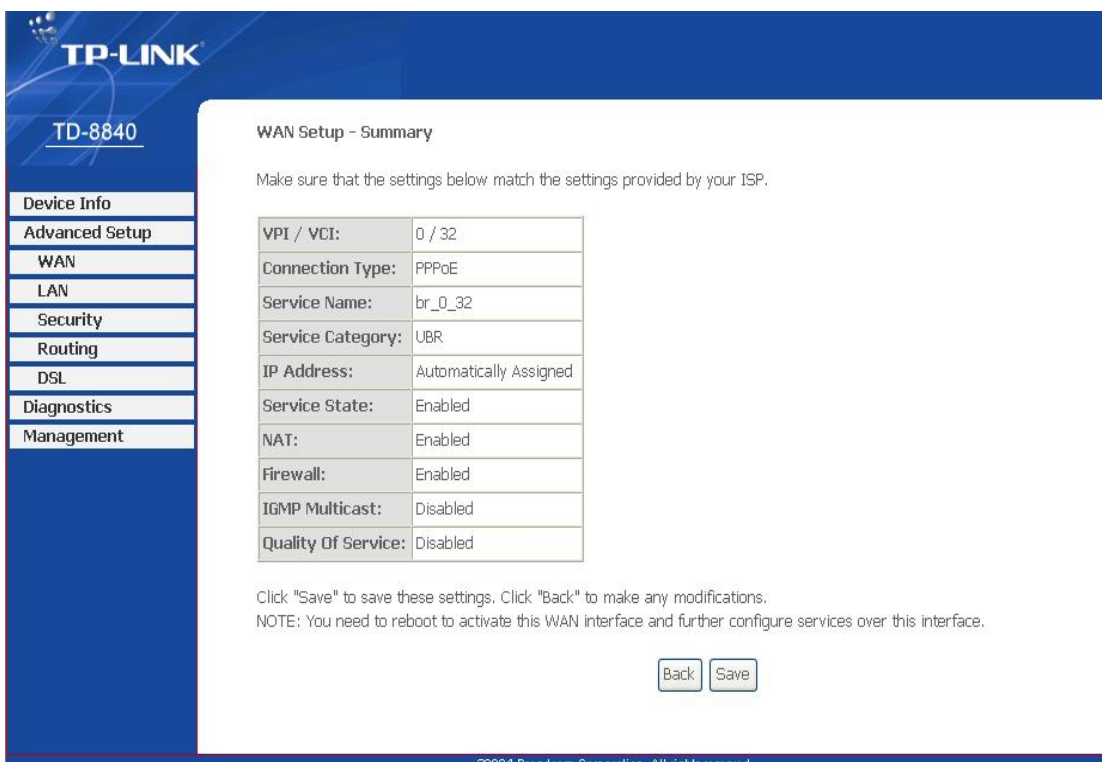 TP-LINK
TD-8840
Device Info
Advanced Setup
WAN
LAN
Security
Routing
DSL
Diagnostics
Management
WAN Setup - Summary
Make sure that the settings below match the settings provided by your ISP.
VPI / VCI: 0 / 32
Connection Type: PPPoE
Service Name: br_0_32
Service Category: UBR
IP Address: Automatically Assigned
Service State: Enabled
NAT: Enabled
Firewall: Enabled
IGMP Multicast: Disabled
Quality Of Service: Disabled
Click "Save" to save these settings. Click "Back" to make any modifications.
NOTE: You need to reboot to activate this WAN interface and further configure services over this interface.
Back Save